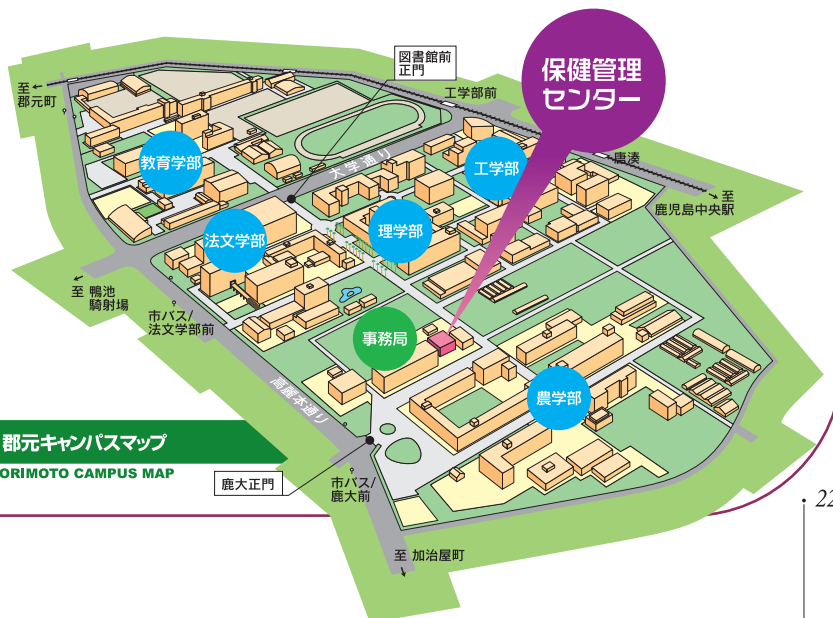 図書館前
正門
保健管理
センター
至
郡元町
工学部前
教育学部
大学通り
工学部
唐湊
至
鹿児島中央駅
法文学部
理学部
至 鴨池
騎射場
市バス/
法文学部前
事務局
高麗本通り
農学部
郡元キャンパスマップ
ORIMOTO CAMPUS MAP
鹿大正門
市バス/
鹿大前
22
至 加治屋町